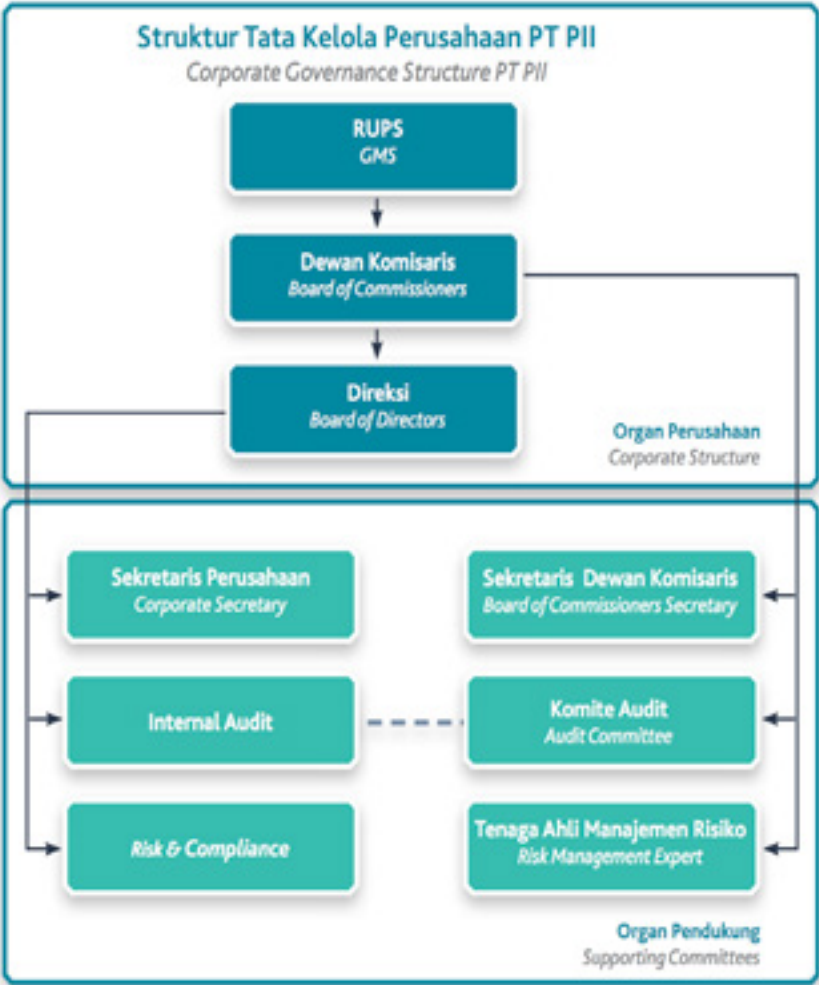 Struktur Tata Kelola Perusahaan PT PII
Corporate Governance Structure PT PII
RUPS
GMS
Dewan Komisaris
Board of Commissioners
Direksi
Board of Directors
Organ Perusahaan
Corporate Structure
Sekretaris Perusahaan
Corporate Secretary
Sekretaris Dewan Komisaris
Board of Commissioners Secretary
Internal Audit
Komite Audit
Audit Committee
Risk & Compliance
Tenaga Ahli Manajemen Risiko
Risk Management Expert
Organ Pendukung
Supporting Committees